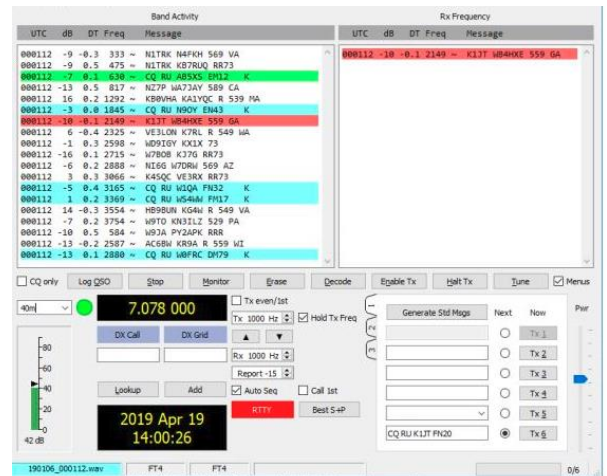 Band Activity
Rx Frequency
UTC dB DT Freq Message
UTC dB DT Freq Message
000112 -9 -0.3 333 ~ N1TRK N4FKH 569 VA
000112 -9 0.5 475 ~ N1TRK KB7RUQ RR73
000112 -7 0.1 630 ~ CQ RU AB5XS EM12 K
000112 -13 0.5 817 ~ NZ7P WA7JAY 589 CA
000112 16 0.2 1292 ~ KB0VHA KA1YQC R 539 MA
000112 -3 0.0 1845 ~ CQ RU N9OY EN43 K
000112 -10 -0.1 2149 ~ K1JT WB4HXE 559 GA
000112 6 -0.4 2325 ~ VE3LON K7RL R 549 WA
000112 -1 0.3 2598 ~ WD9IGY KX1X 73
000112 -16 0.1 2715 ~ W7BOB KJ7G RR73
000112 -6 0.2 2888 ~ NI6G W7DRW 569 AZ
000112 3 0.3 3066 ~ K4SQC VE3RX RR73
000112 -5 0.4 3165 ~ CQ RU W1QA FN32 K
000112 1 0.2 3369 ~ CQ RU WS4WW FM17 K
000112 14 -0.3 3554 ~ HB9BUN KG4W R 549 VA
000112 -7 0.2 3754 ~ W9TO KN3ILZ 529 PA
000112 -10 0.5 584 ~ W9JA PY2APK RRR
000112 -13 -0.2 2587 ~ AC6BW KR9A R 559 WI
000112 -13 -0.1 2880 ~ CQ RU W0FRC DM79 K
000112 -10 -0.1 2149 ~ K1JT WB4HXE 559 GA
CQ only Log QSO Stop Monitor Erase Decode Enable Tx Halt Tx Tune Menus
40m 7.078 000 Tx even/1st
Tx 1000 Hz Hold Tx Freq
DX Call DX Grid
Rx 1000 Hz
Report -15
Lookup Add Auto Seq Call 1st
RTTY Best S+P
2019 Apr 19
14:00:26
-80
-60
-40
-20
-0
42 dB
1
2
3
Generate Std Msgs Next Now Pwr
Tx 1
Tx 2
Tx 3
Tx 4
Tx 5
CQ RU K1JT FN20 Tx 6
190106_000112.wav FT4 FT4 0/6